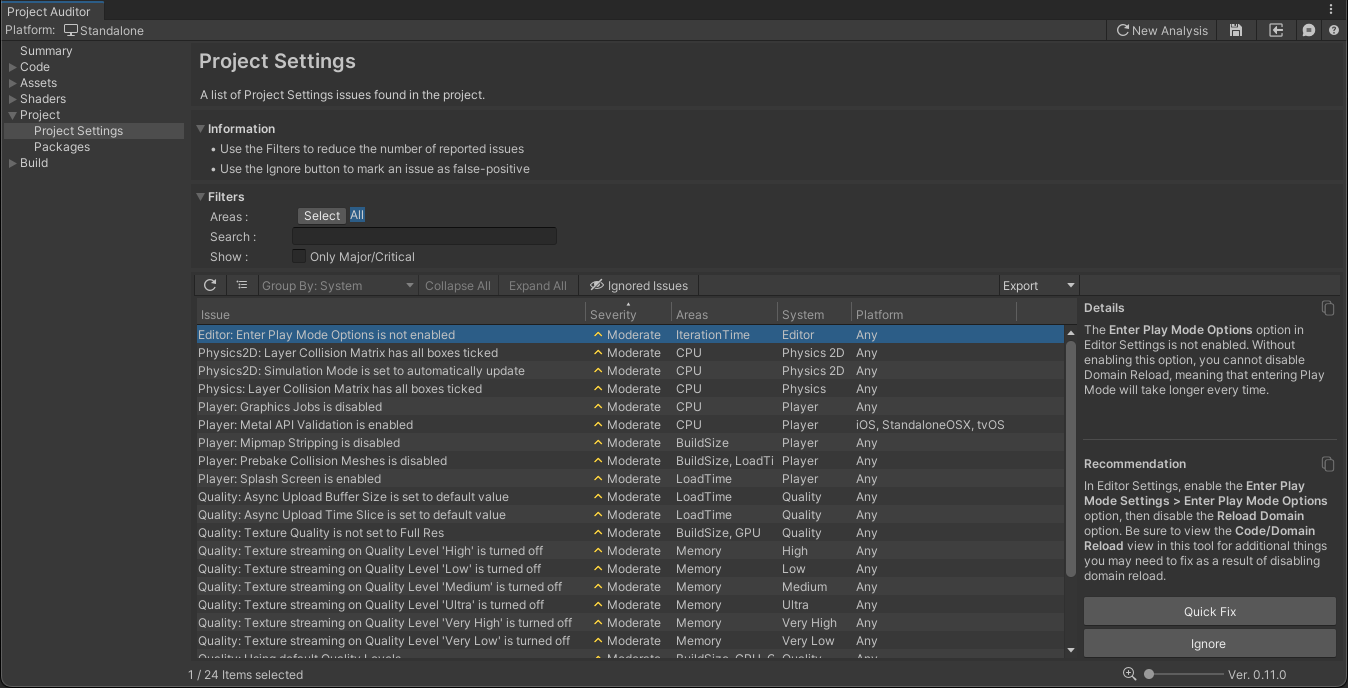 Project Auditor
Platform: Standalone
New Analysis
Summary
Code
Assets
Shaders
Project
Project Settings
Packages
Build
Project Settings
A list of Project Settings issues found in the project.
Information
• Use the Filters to reduce the number of reported issues
• Use the Ignore button to mark an issue as false-positive
Filters
Areas : Select All
Search :
Show : Only Major/Critical
Group By: System Collapse All Expand All Ignored Issues Export
Issue Severity Areas System Platform
Editor: Enter Play Mode Options is not enabled Moderate IterationTime Editor Any
Physics2D: Layer Collision Matrix has all boxes ticked Moderate CPU Physics 2D Any
Physics2D: Simulation Mode is set to automatically update Moderate CPU Physics 2D Any
Physics: Layer Collision Matrix has all boxes ticked Moderate CPU Physics Any
Player: Graphics Jobs is disabled Moderate CPU Player Any
Player: Metal API Validation is enabled Moderate CPU Player iOS, StandaloneOSX, tvOS
Player: Mipmap Stripping is disabled Moderate BuildSize Player Any
Player: Prebake Collision Meshes is disabled Moderate BuildSize, LoadTi Player Any
Player: Splash Screen is enabled Moderate LoadTime Player Any
Quality: Async Upload Buffer Size is set to default value Moderate LoadTime Quality Any
Quality: Async Upload Time Slice is set to default value Moderate LoadTime Quality Any
Quality: Texture Quality is not set to Full Res Moderate BuildSize, GPU Quality Any
Quality: Texture streaming on Quality Level 'High' is turned off Moderate Memory High Any
Quality: Texture streaming on Quality Level 'Low' is turned off Moderate Memory Low Any
Quality: Texture streaming on Quality Level 'Medium' is turned off Moderate Memory Medium Any
Quality: Texture streaming on Quality Level 'Ultra' is turned off Moderate Memory Ultra Any
Quality: Texture streaming on Quality Level 'Very High' is turned off Moderate Memory Very High Any
Quality: Texture streaming on Quality Level 'Very Low' is turned off Moderate Memory Very Low Any
Quality: Using default Quality Levels Moderate BuildSize, GPU, Quality Any
Details
The Enter Play Mode Options option in
Editor Settings is not enabled. Without
enabling this option, you cannot disable
Domain Reload, meaning that entering Play
Mode will take longer every time.
Recommendation
In Editor Settings, enable the Enter Play
Mode Settings > Enter Play Mode Options
option, then disable the Reload Domain
option. Be sure to view the Code/Domain
Reload view in this tool for additional things
you may need to fix as a result of disabling
domain reload.
Quick Fix
Ignore
1 / 24 Items selected
Ver. 0.11.0